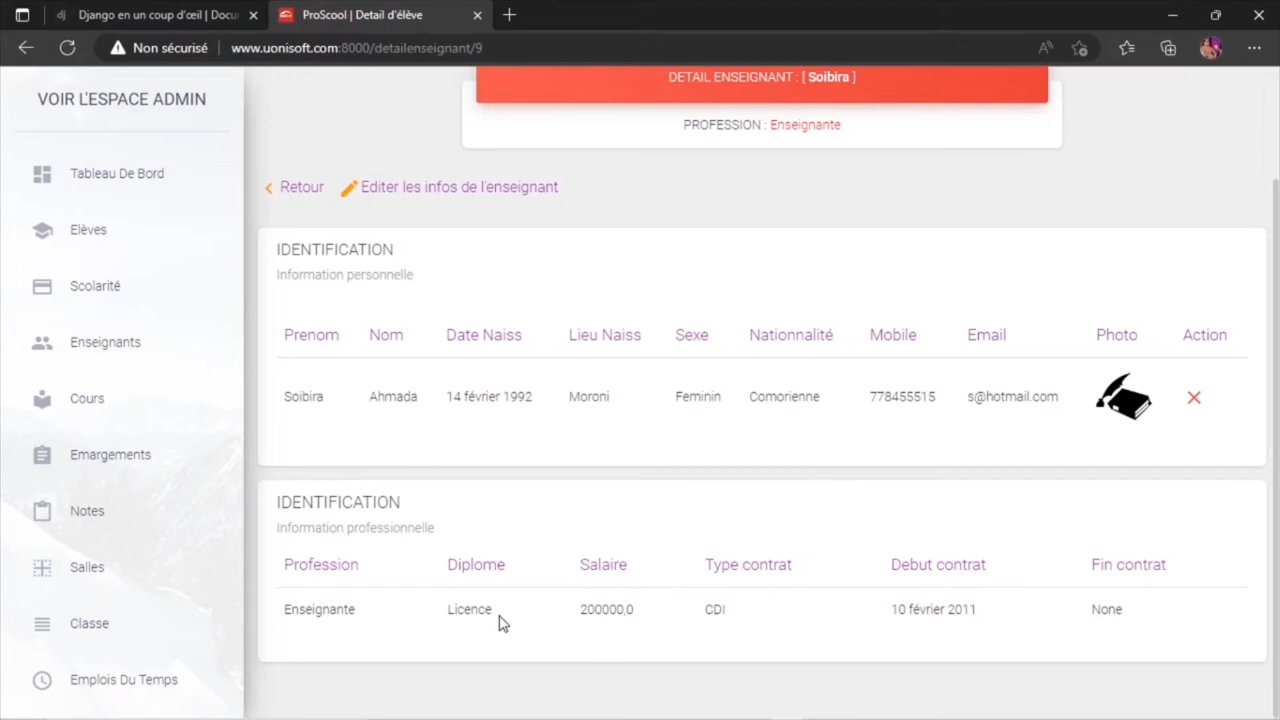 Django en un coup d'œil | Docu
ProScool | Detail d'élève
Non sécurisé
www.uonisoft.com:8000/detailenseignant/9
VOIR L'ESPACE ADMIN
Tableau De Bord
Elèves
Scolarité
Enseignants
Cours
Emargements
Notes
Salles
Classe
Emplois Du Temps
DETAIL ENSEIGNANT : [ Soibira ]
PROFESSION : Enseignante
Retour Editer les infos de l'enseignant
IDENTIFICATION
Information personnelle
Prenom Nom Date Naiss Lieu Naiss Sexe Nationnalité Mobile Email Photo Action
Soibira Ahmada 14 février 1992 Moroni Feminin Comorienne 778455515 s@hotmail.com
IDENTIFICATION
Information professionnelle
Profession Diplome Salaire Type contrat Debut contrat Fin contrat
Enseignante Licence 200000,0 CDI 10 février 2011 None